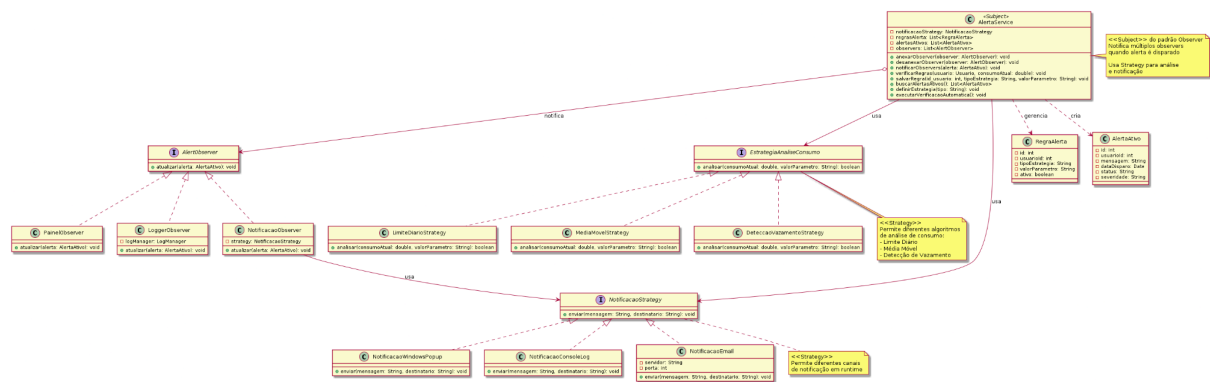 <<Subject>>
C AlertaService
notificacaoStrategy: NotificacaoStrategy
regrasAlerta: List<RegraAlerta>
alertasAtivos: List<AlertaAtivo>
observers: List<AlertObserver>
anexarObserver(observer: AlertObserver): void
desanexarObserver(observer: AlertObserver): void
notificarObservers(alerta: AlertaAtivo): void
verificarRegras(usuario: Usuario, consumoAtual: double): void
salvarRegra(id_usuario: int, tipoEstrategia: String, valorParametro: String): void
buscarAlertasAtivos(): List<AlertaAtivo>
definirEstrategia(tipo: String): void
executarVerificacaoAutomatica(): void
<<Subject>> do padrão Observer
Notifica múltiplos observers
quando alerta é disparado
Usa Strategy para análise
e notificação
notifica
usa
gerencia
cria
usa
I AlertObserver
atualizar(alerta: AlertaAtivo): void
I EstrategiaAnaliseConsumo
analisar(consumoAtual: double, valorParametro: String): boolean
C RegraAlerta
id: int
usuarioId: int
tipoEstrategia: String
valorParametro: String
ativo: boolean
C AlertaAtivo
id: int
usuarioId: int
mensagem: String
dataDisparo: Date
status: String
severidade: String
C PainelObserver
atualizar(alerta: AlertaAtivo): void
C LoggerObserver
logManager: LogManager
atualizar(alerta: AlertaAtivo): void
C NotificacaoObserver
strategy: NotificacaoStrategy
atualizar(alerta: AlertaAtivo): void
C LimiteDiarioStrategy
analisar(consumoAtual: double, valorParametro: String): boolean
C MediaMovelStrategy
analisar(consumoAtual: double, valorParametro: String): boolean
C DeteccaoVazamentoStrategy
analisar(consumoAtual: double, valorParametro: String): boolean
<<Strategy>>
Permite diferentes algoritmos
de análise de consumo:
- Limite Diário
- Média Móvel
- Detecção de Vazamento
usa
I NotificacaoStrategy
enviar(mensagem: String, destinatario: String): void
C NotificacaoWindowsPopup
enviar(mensagem: String, destinatario: String): void
C NotificacaoConsoleLog
enviar(mensagem: String, destinatario: String): void
C NotificacaoEmail
servidor: String
porta: int
enviar(mensagem: String, destinatario: String): void
<<Strategy>>
Permite diferentes canais
de notificação em runtime